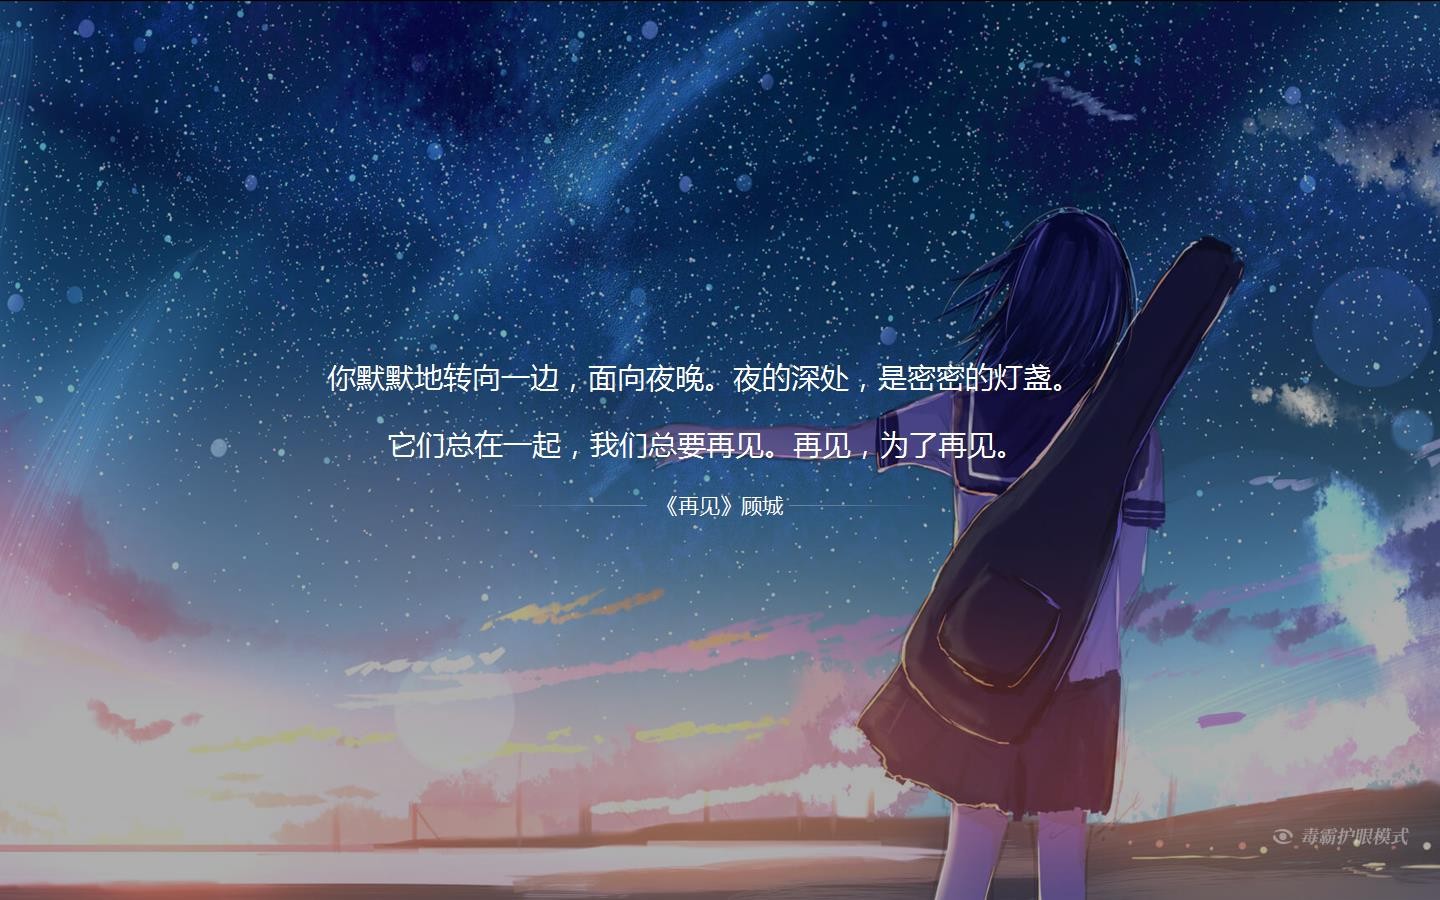 你默默地转向一边，面向夜晚。夜的深处，是密密的灯盏。
它们总在一起，我们总要再见。再见，为了再见。
《再见》顾城
毒霸护眼模式